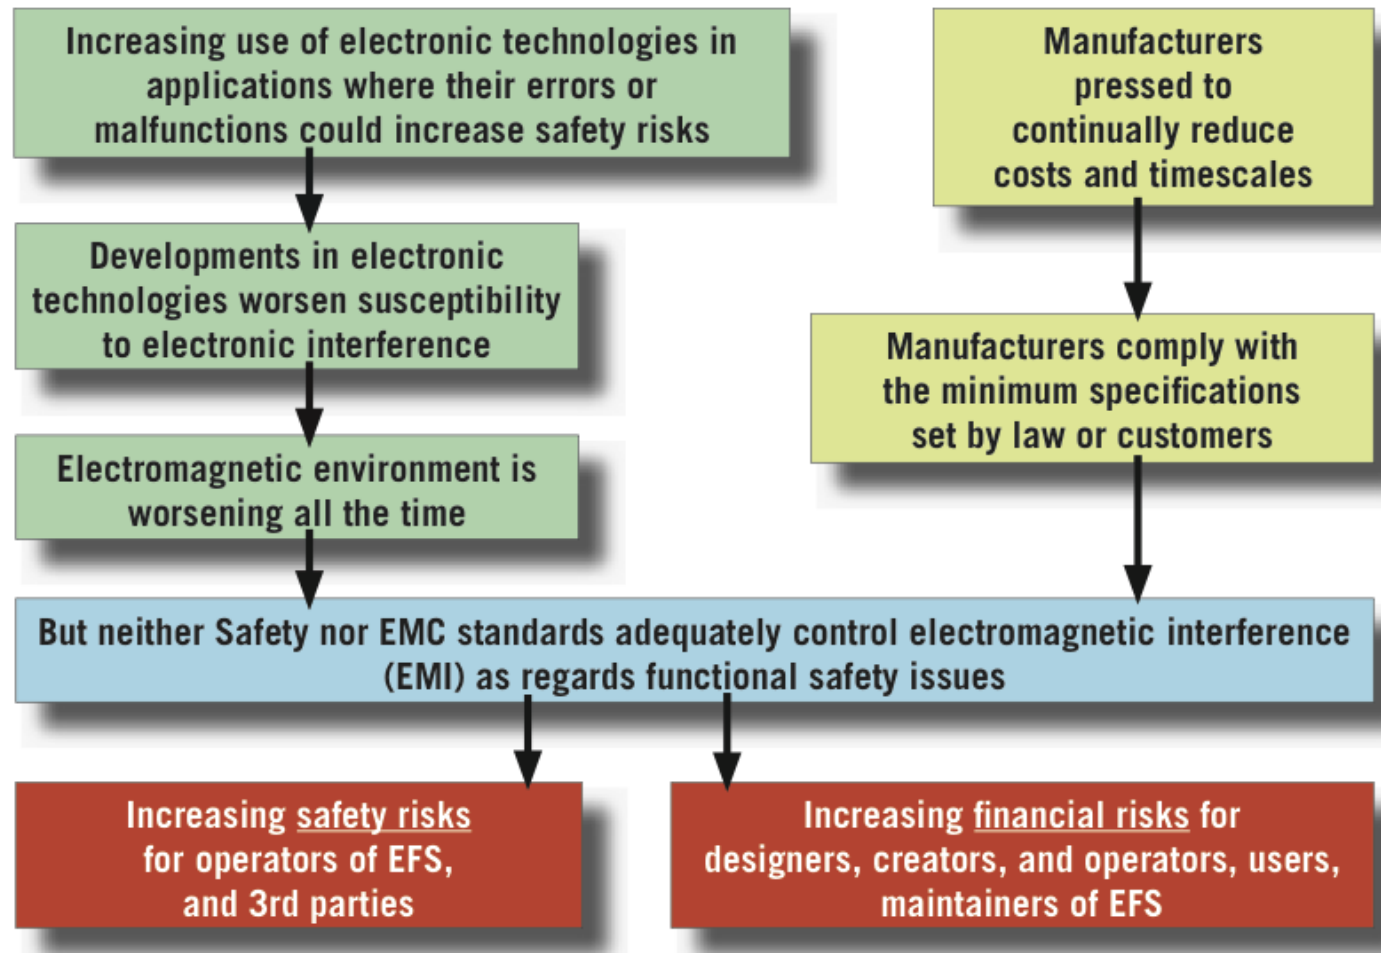 Increasing use of electronic technologies in
applications where their errors or
malfunctions could increase safety risks
Developments in electronic
technologies worsen susceptibility
to electronic interference
Electromagnetic environment is
worsening all the time
Manufacturers
pressed to
continually reduce
costs and timescales
Manufacturers comply with
the minimum specifications
set by law or customers
But neither Safety nor EMC standards adequately control electromagnetic interference
(EMI) as regards functional safety issues
Increasing safety risks
for operators of EFS,
and 3rd parties
Increasing financial risks for
designers, creators, and operators, users,
maintainers of EFS